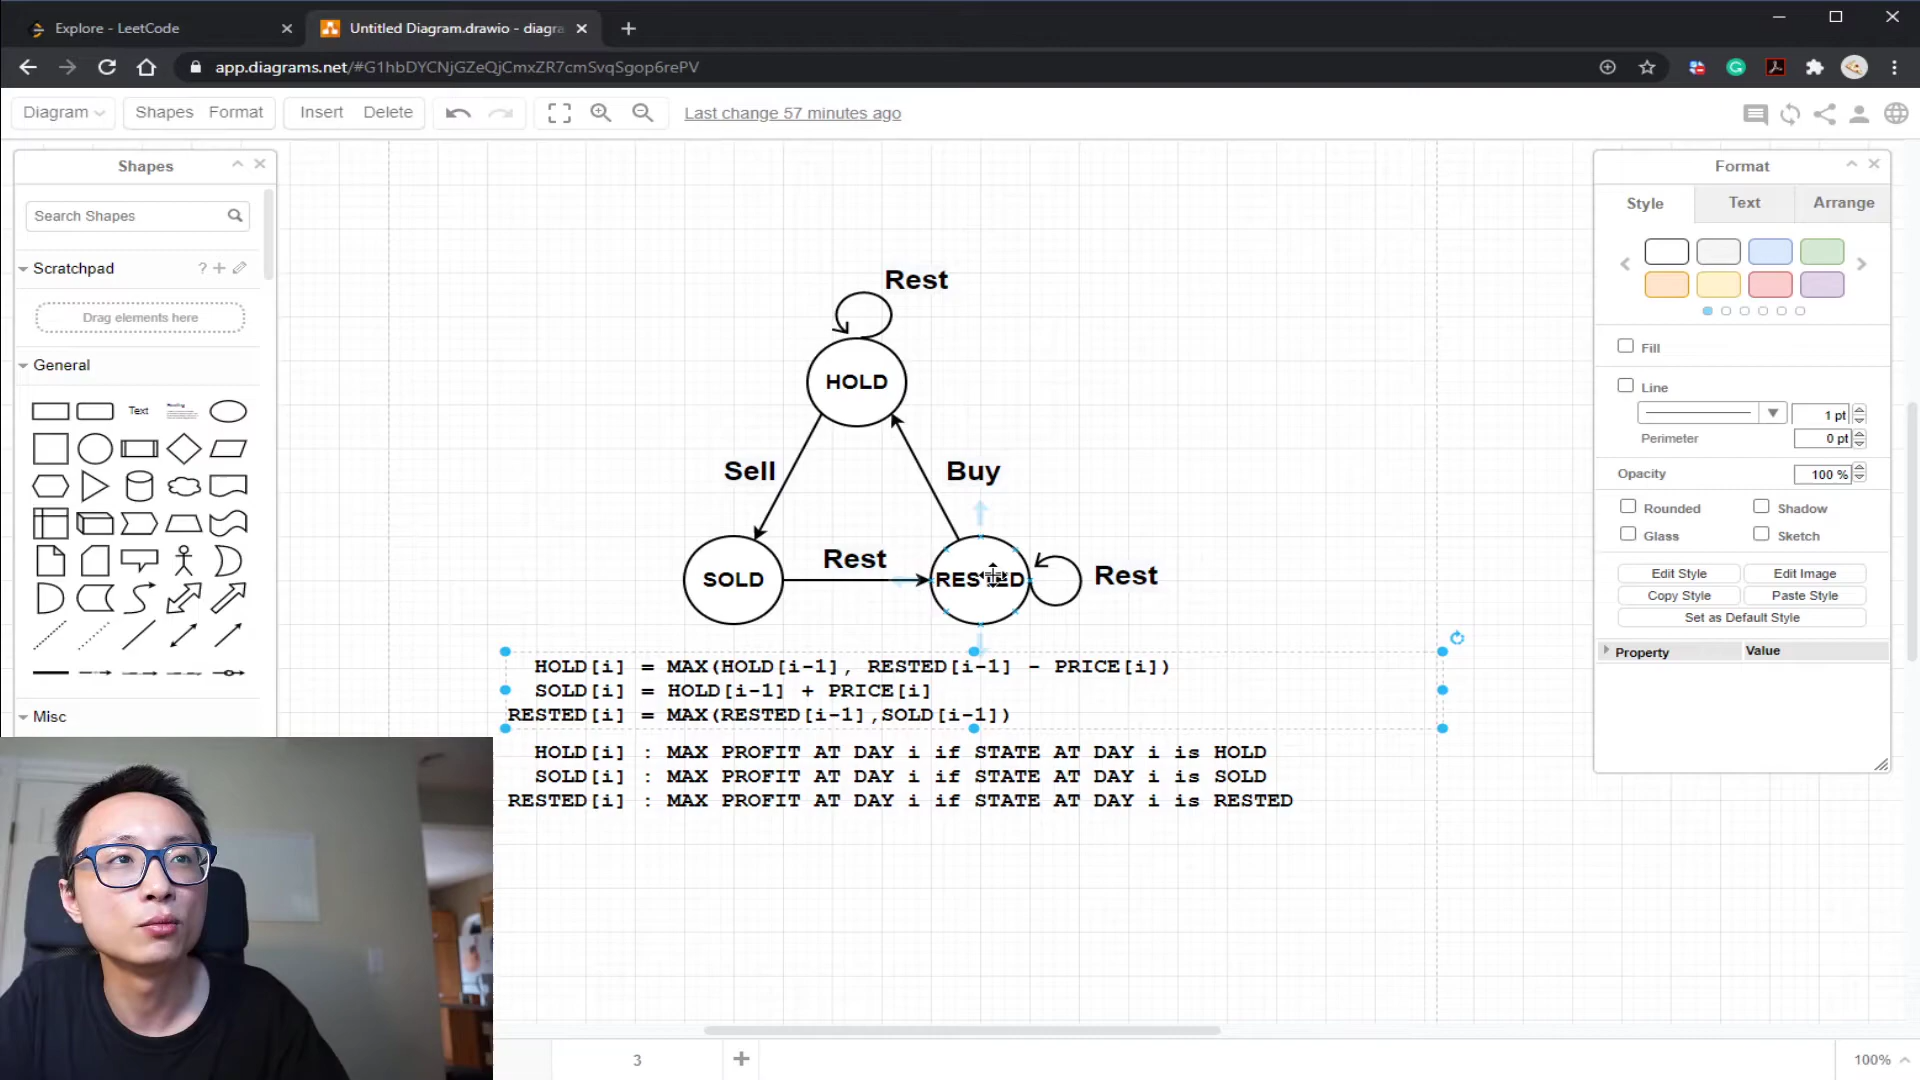 Explore - LeetCode
Untitled Diagram.drawio - diagra
app.diagrams.net/#G1hbDYCNjGZeQjCmxZR7cmSvqSgop6rePV
Diagram
Shapes
Format
Insert
Delete
Last change 57 minutes ago
Shapes
Search Shapes
Scratchpad
?
Drag elements here
General
Text
Heading
Misc
Rest
HOLD
Sell
Buy
SOLD
Rest
RESTED
Rest
HOLD[i] = MAX(HOLD[i-1], RESTED[i-1] - PRICE[i])
SOLD[i] = HOLD[i-1] + PRICE[i]
RESTED[i] = MAX(RESTED[i-1],SOLD[i-1])
HOLD[i] : MAX PROFIT AT DAY i if STATE AT DAY i is HOLD
SOLD[i] : MAX PROFIT AT DAY i if STATE AT DAY i is SOLD
RESTED[i] : MAX PROFIT AT DAY i if STATE AT DAY i is RESTED
Format
Style
Text
Arrange
Fill
Line
1 pt
Perimeter
0 pt
Opacity
100 %
Rounded
Shadow
Glass
Sketch
Edit Style
Edit Image
Copy Style
Paste Style
Set as Default Style
Property
Value
3
100%